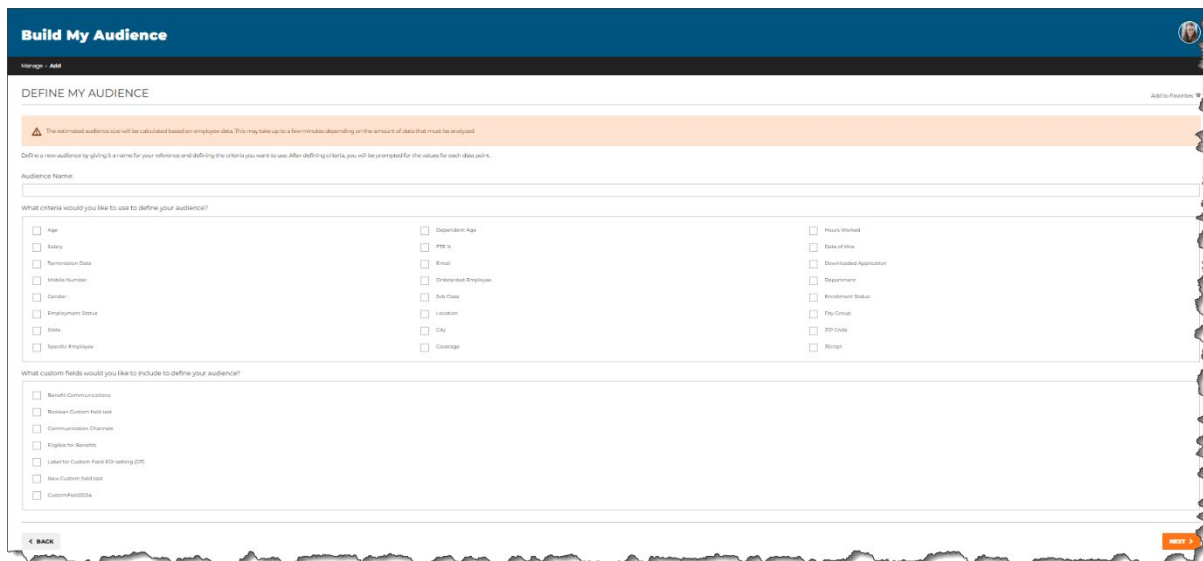 Build My Audience
Manage > Add
DEFINE MY AUDIENCE
Add to Favorites
The estimated audience size will be calculated based on employee data. This may take up to a few minutes depending on the amount of data that must be analyzed.
Define a new audience by giving it a name for your reference and defining the criteria you want to use. After defining criteria, you will be prompted for the values for each data point.
Audience Name:
What criteria would you like to use to define your audience?
Age Dependent Age Hours Worked
Salary FTE % Date of Hire
Termination Date Email Downloaded Application
Mobile Number Onboarded Employee Department
Gender Job Class Enrollment Status
Employment Status Location Pay Group
State City ZIP Code
Specific Employee Coverage JScript
What custom fields would you like to include to define your audience?
Benefit Communications
Boolean Custom field test
Communication Channels
Eligible for Benefits
Label for Custom Field EOI setting (DT)
New Custom field test
CustomField2024
< BACK
NEXT >